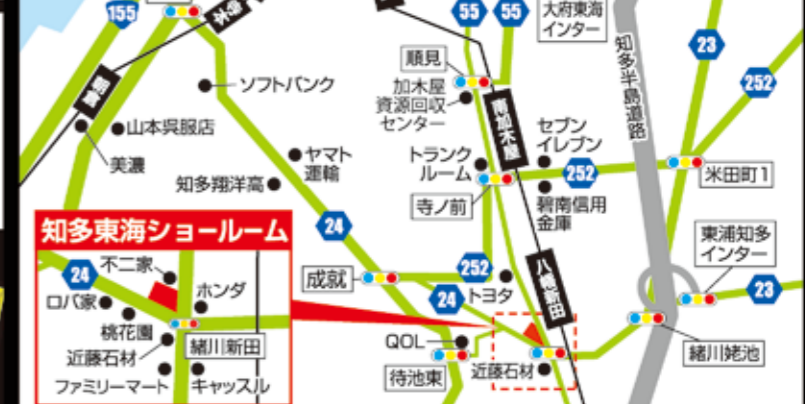 155
55
55
大府東海
インター
23
252
知多半島道路
順見
加木屋
資源回収
センター
南加木屋
ソフトバンク
山本呉服店
美濃
ヤマト
運輸
知多翔洋高
トランク
ルーム
セブン
イレブン
252
米田町1
寺ノ前
碧南信用
金庫
24
東浦知多
インター
23
知多東海ショールーム
24
不二家
ロバ家
ホンダ
桃花園
緒川新田
近藤石材
ファミリーマート
キャッスル
成就
252
24
トヨタ
八幡新田
QOL
待池東
近藤石材
緒川姥池